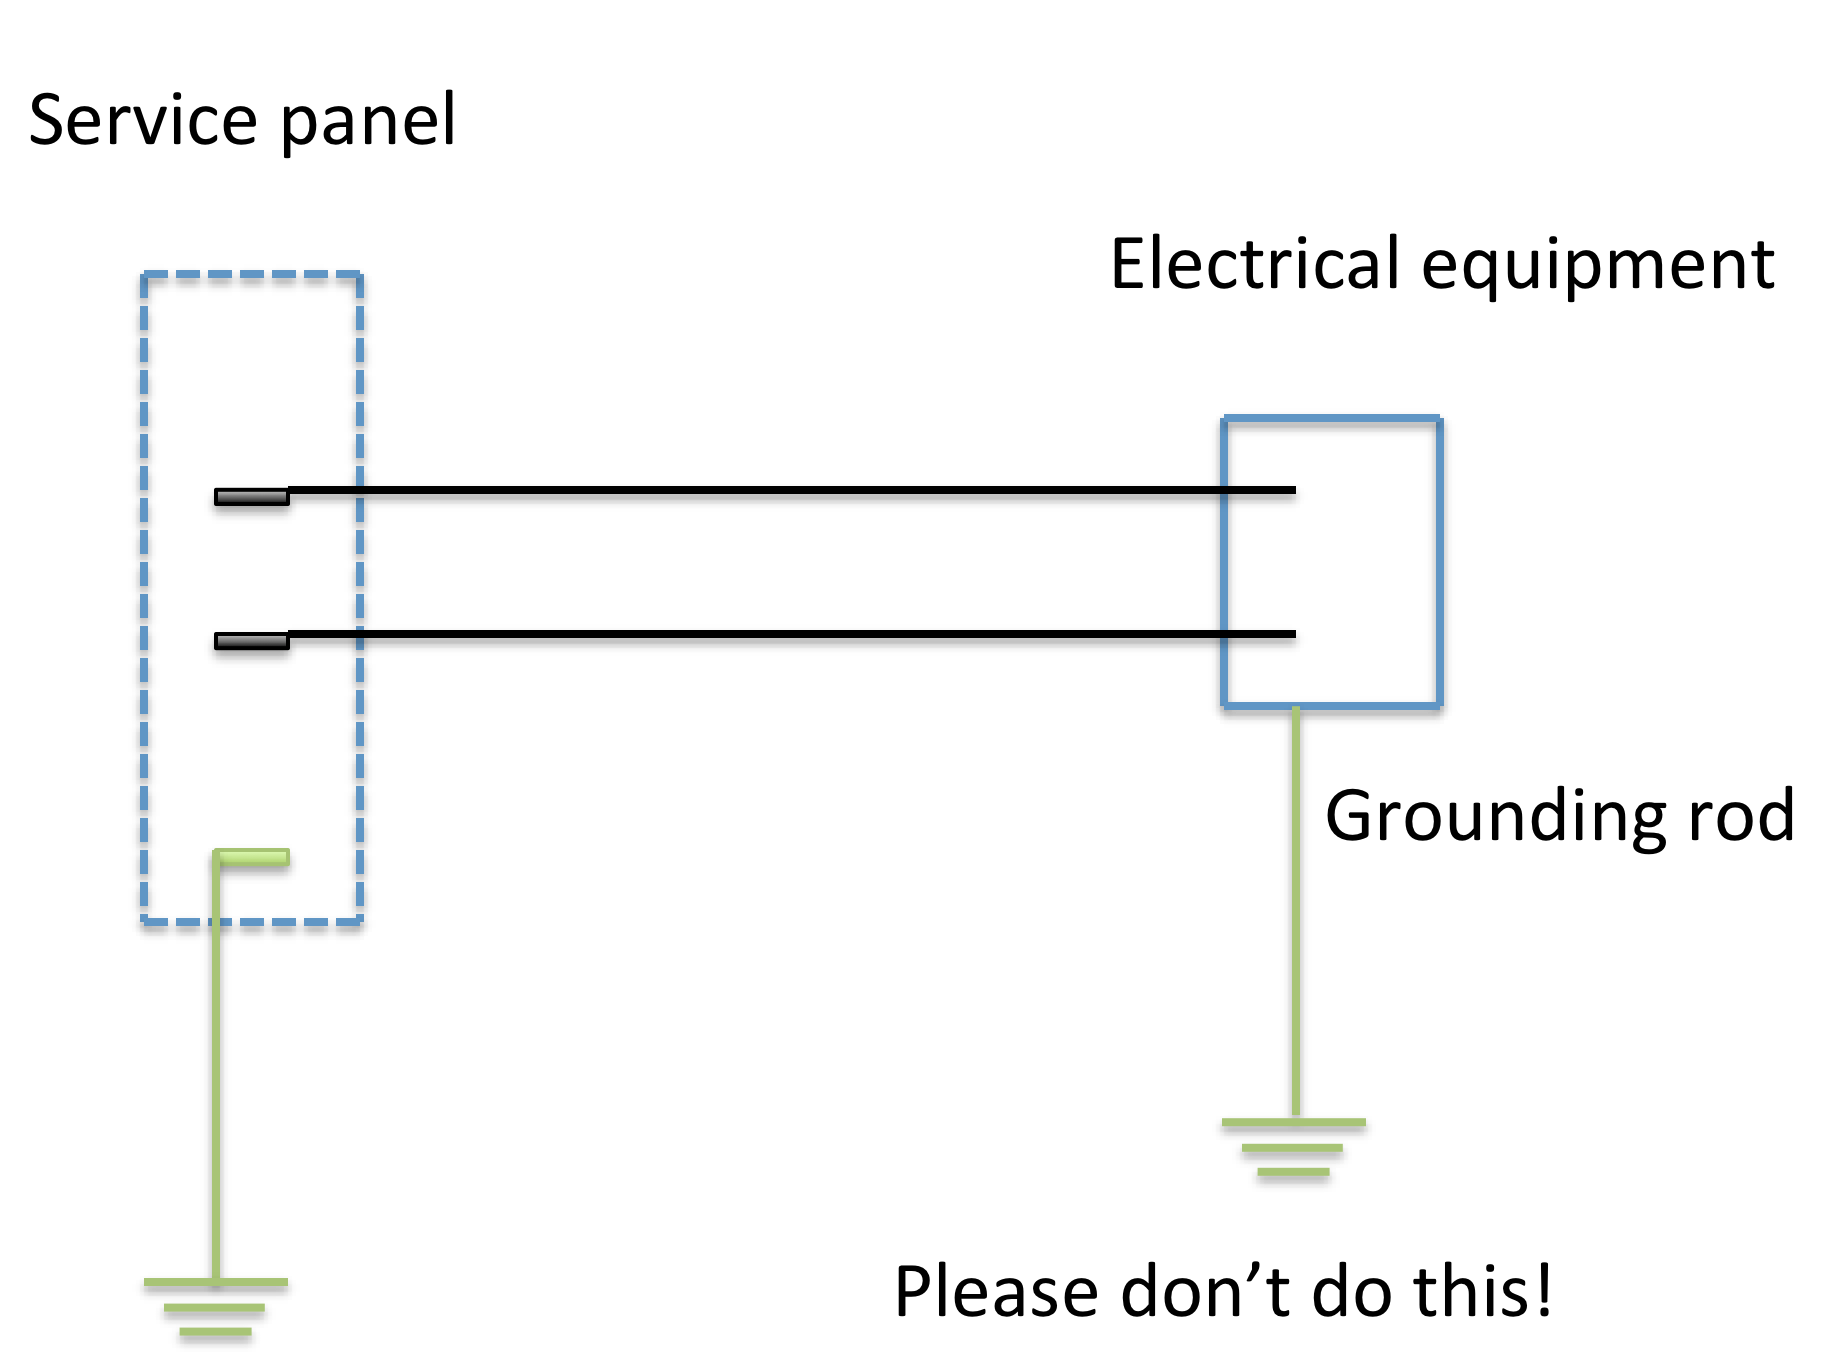 Service panel
Electrical equipment
Grounding rod
Please don’t do this!